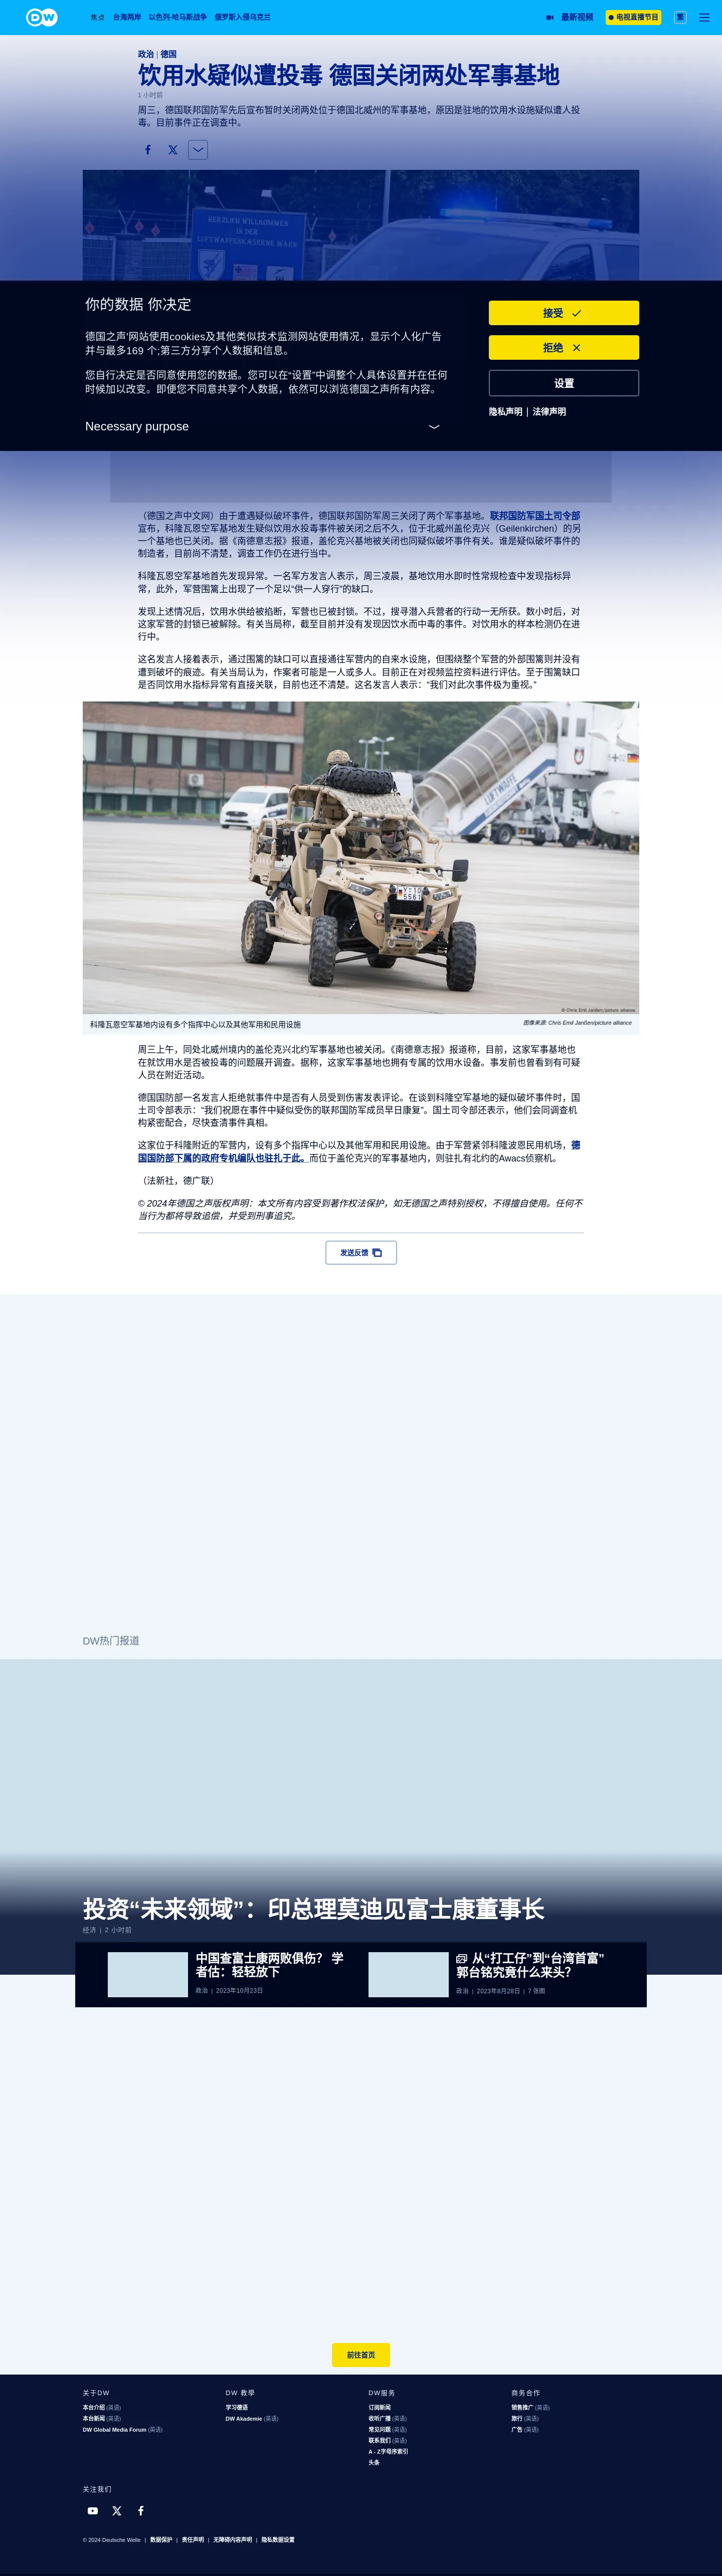 DW
焦点 台海两岸 以色列-哈马斯战争 俄罗斯入侵乌克兰
最新视频 电视直播节目 繁
政治 | 德国
饮用水疑似遭投毒 德国关闭两处军事基地
1 小时前
周三，德国联邦国防军先后宣布暂时关闭两处位于德国北威州的军事基地，原因是驻地的饮用水设施疑似遭人投
毒。目前事件正在调查中。
HERZLICH WILLKOMMEN
IN DER
LUFTWAFFENKASERNE WAHN
你的数据 你决定
德国之声'网站使用cookies及其他类似技术监测网站使用情况，显示个人化广告
并与最多169 个;第三方分享个人数据和信息。
您自行决定是否同意使用您的数据。您可以在“设置”中调整个人具体设置并在任何
时候加以改变。即便您不同意共享个人数据，依然可以浏览德国之声所有内容。
Necessary purpose
接受
拒绝
设置
隐私声明 | 法律声明
（德国之声中文网）由于遭遇疑似破坏事件，德国联邦国防军周三关闭了两个军事基地。联邦国防军国土司令部
宣布，科隆瓦恩空军基地发生疑似饮用水投毒事件被关闭之后不久，位于北威州盖伦克兴（Geilenkirchen）的另
一个基地也已关闭。据《南德意志报》报道，盖伦克兴基地被关闭也同疑似破坏事件有关。谁是疑似破坏事件的
制造者，目前尚不清楚，调查工作仍在进行当中。
科隆瓦恩空军基地首先发现异常。一名军方发言人表示，周三凌晨，基地饮用水即时性常规检查中发现指标异
常，此外，军营围篱上出现了一个足以“供一人穿行”的缺口。
发现上述情况后，饮用水供给被掐断，军营也已被封锁。不过，搜寻潜入兵营者的行动一无所获。数小时后，对
这家军营的封锁已被解除。有关当局称，截至目前并没有发现因饮水而中毒的事件。对饮用水的样本检测仍在进
行中。
这名发言人接着表示，通过围篱的缺口可以直接通往军营内的自来水设施，但围绕整个军营的外部围篱则并没有
遭到破坏的痕迹。有关当局认为，作案者可能是一人或多人。目前正在对视频监控资料进行评估。至于围篱缺口
是否同饮用水指标异常有直接关联，目前也还不清楚。这名发言人表示：“我们对此次事件极为重视。”
LUFTWAFFE
Y-16
5561
© Chris Emil Janßen/picture alliance
科隆瓦恩空军基地内设有多个指挥中心以及其他军用和民用设施
图像来源: Chris Emil Janßen/picture alliance
周三上午，同处北威州境内的盖伦克兴北约军事基地也被关闭。《南德意志报》报道称，目前，这家军事基地也
在就饮用水是否被投毒的问题展开调查。据称，这家军事基地也拥有专属的饮用水设备。事发前也曾看到有可疑
人员在附近活动。
德国国防部一名发言人拒绝就事件中是否有人员受到伤害发表评论。在谈到科隆空军基地的疑似破坏事件时，国
土司令部表示：“我们祝愿在事件中疑似受伤的联邦国防军成员早日康复”。国土司令部还表示，他们会同调查机
构紧密配合，尽快查清事件真相。
这家位于科隆附近的军营内，设有多个指挥中心以及其他军用和民用设施。由于军营紧邻科隆波恩民用机场，德
国国防部下属的政府专机编队也驻扎于此。而位于盖伦克兴的军事基地内，则驻扎有北约的Awacs侦察机。
（法新社，德广联）
© 2024年德国之声版权声明：本文所有内容受到著作权法保护，如无德国之声特别授权，不得擅自使用。任何不
当行为都将导致追偿，并受到刑事追究。
发送反馈
DW热门报道
投资“未来领域”：印总理莫迪见富士康董事长
经济 | 2 小时前
中国查富士康两败俱伤？ 学
者估：轻轻放下
政治 | 2023年10月23日
从“打工仔”到“台湾首富”
郭台铭究竟什么来头?
政治 | 2023年8月28日 | 7 张图
前往首页
关于DW
本台介绍 (英语)
本台新闻 (英语)
DW Global Media Forum (英语)
DW 教學
学习德语
DW Akademie (英语)
DW服务
订阅新闻
收听广播 (英语)
常见问题 (英语)
联系我们 (英语)
A - Z字母序索引
头条
商务合作
销售推广 (英语)
旅行 (英语)
广告 (英语)
关注我们
© 2024 Deutsche Welle | 数据保护 | 责任声明 | 无障碍内容声明 | 隐私数据设置